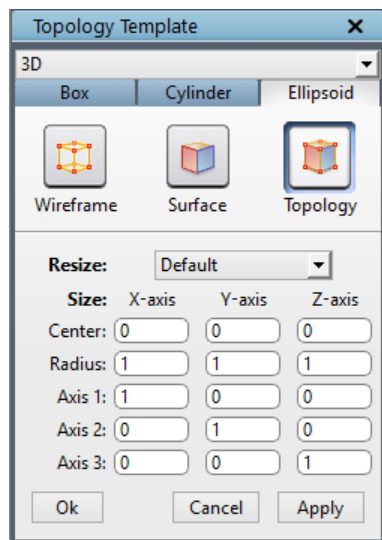 Topology Template
3D
Box Cylinder Ellipsoid
Wireframe Surface Topology
Resize: Default
Size: X-axis Y-axis Z-axis
Center: 0 0 0
Radius: 1 1 1
Axis 1: 1 0 0
Axis 2: 0 1 0
Axis 3: 0 0 1
Ok Cancel Apply